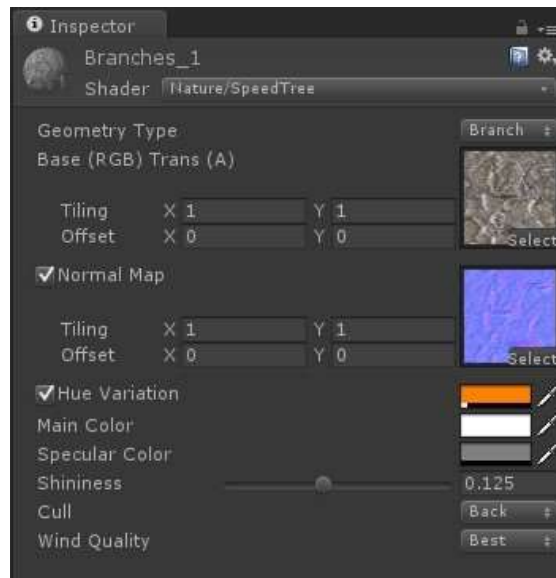 Inspector
Branches_1
Shader Nature/SpeedTree
Geometry Type Branch
Base (RGB) Trans (A)
Tiling X 1 Y 1
Offset X 0 Y 0
Select
Normal Map
Tiling X 1 Y 1
Offset X 0 Y 0
Select
Hue Variation
Main Color
Specular Color
Shininess 0.125
Cull Back
Wind Quality Best